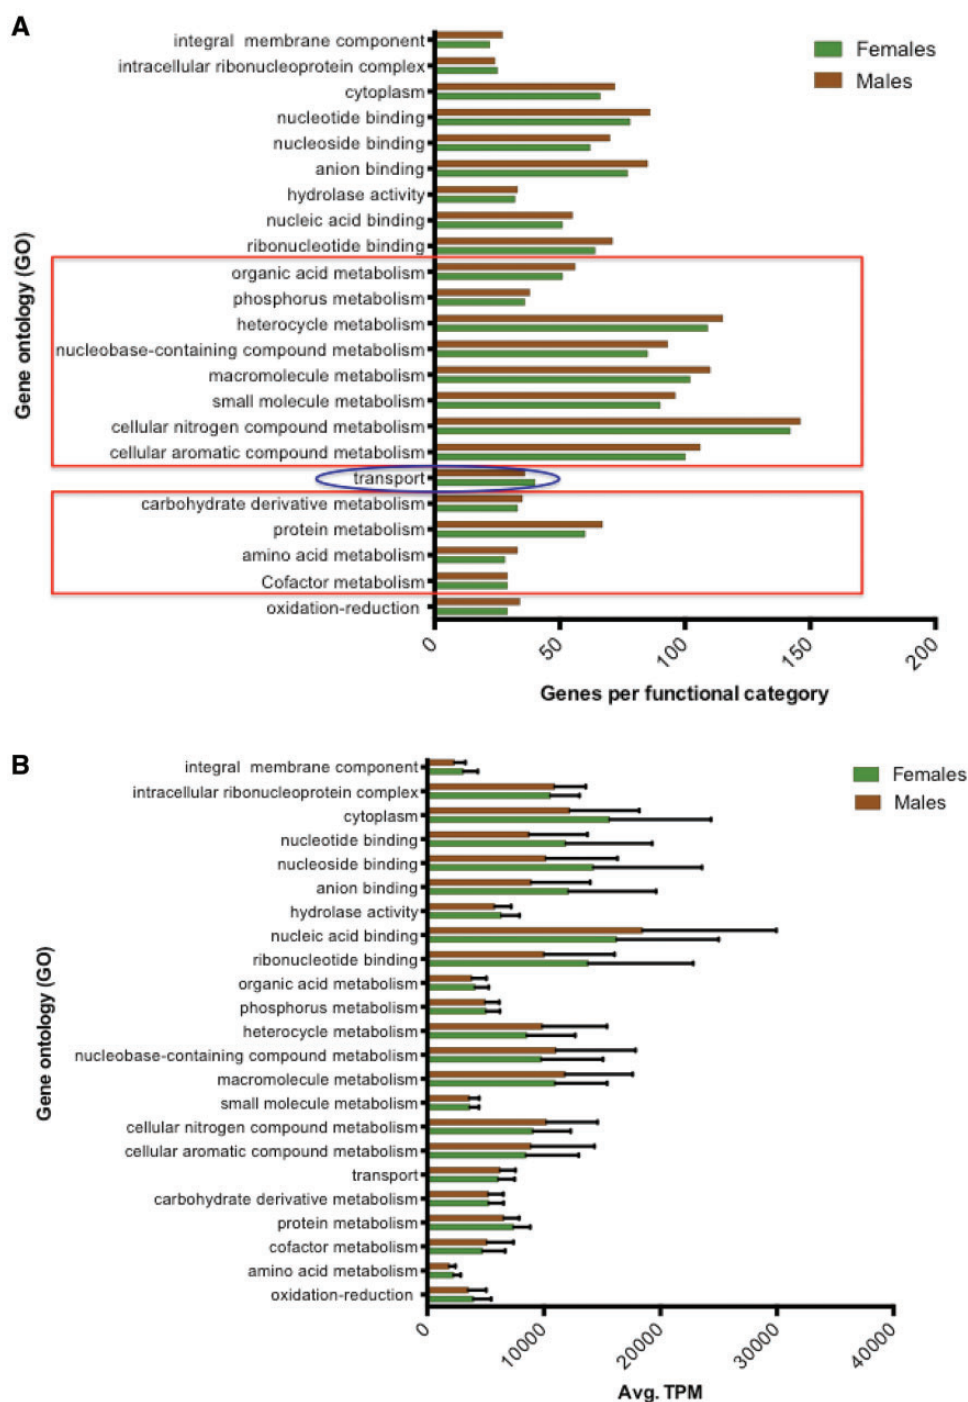 A
Females
Males
integral  membrane component
intracellular ribonucleoprotein complex
cytoplasm
nucleotide binding
nucleoside binding
anion binding
hydrolase activity
nucleic acid binding
ribonucleotide binding
organic acid metabolism
phosphorus metabolism
heterocycle metabolism
nucleobase-containing compound metabolism
macromolecule metabolism
small molecule metabolism
cellular nitrogen compound metabolism
cellular aromatic compound metabolism
transport
carbohydrate derivative metabolism
protein metabolism
amino acid metabolism
Cofactor metabolism
oxidation-reduction
Gene ontology (GO)
0 50 100 150 200
Genes per functional category
B
Females
Males
integral  membrane component
intracellular ribonucleoprotein complex
cytoplasm
nucleotide binding
nucleoside binding
anion binding
hydrolase activity
nucleic acid binding
ribonucleotide binding
organic acid metabolism
phosphorus metabolism
heterocycle metabolism
nucleobase-containing compound metabolism
macromolecule metabolism
small molecule metabolism
cellular nitrogen compound metabolism
cellular aromatic compound metabolism
transport
carbohydrate derivative metabolism
protein metabolism
cofactor metabolism
amino acid metabolism
oxidation-reduction
Gene ontology (GO)
0 10000 20000 30000 40000
Avg. TPM